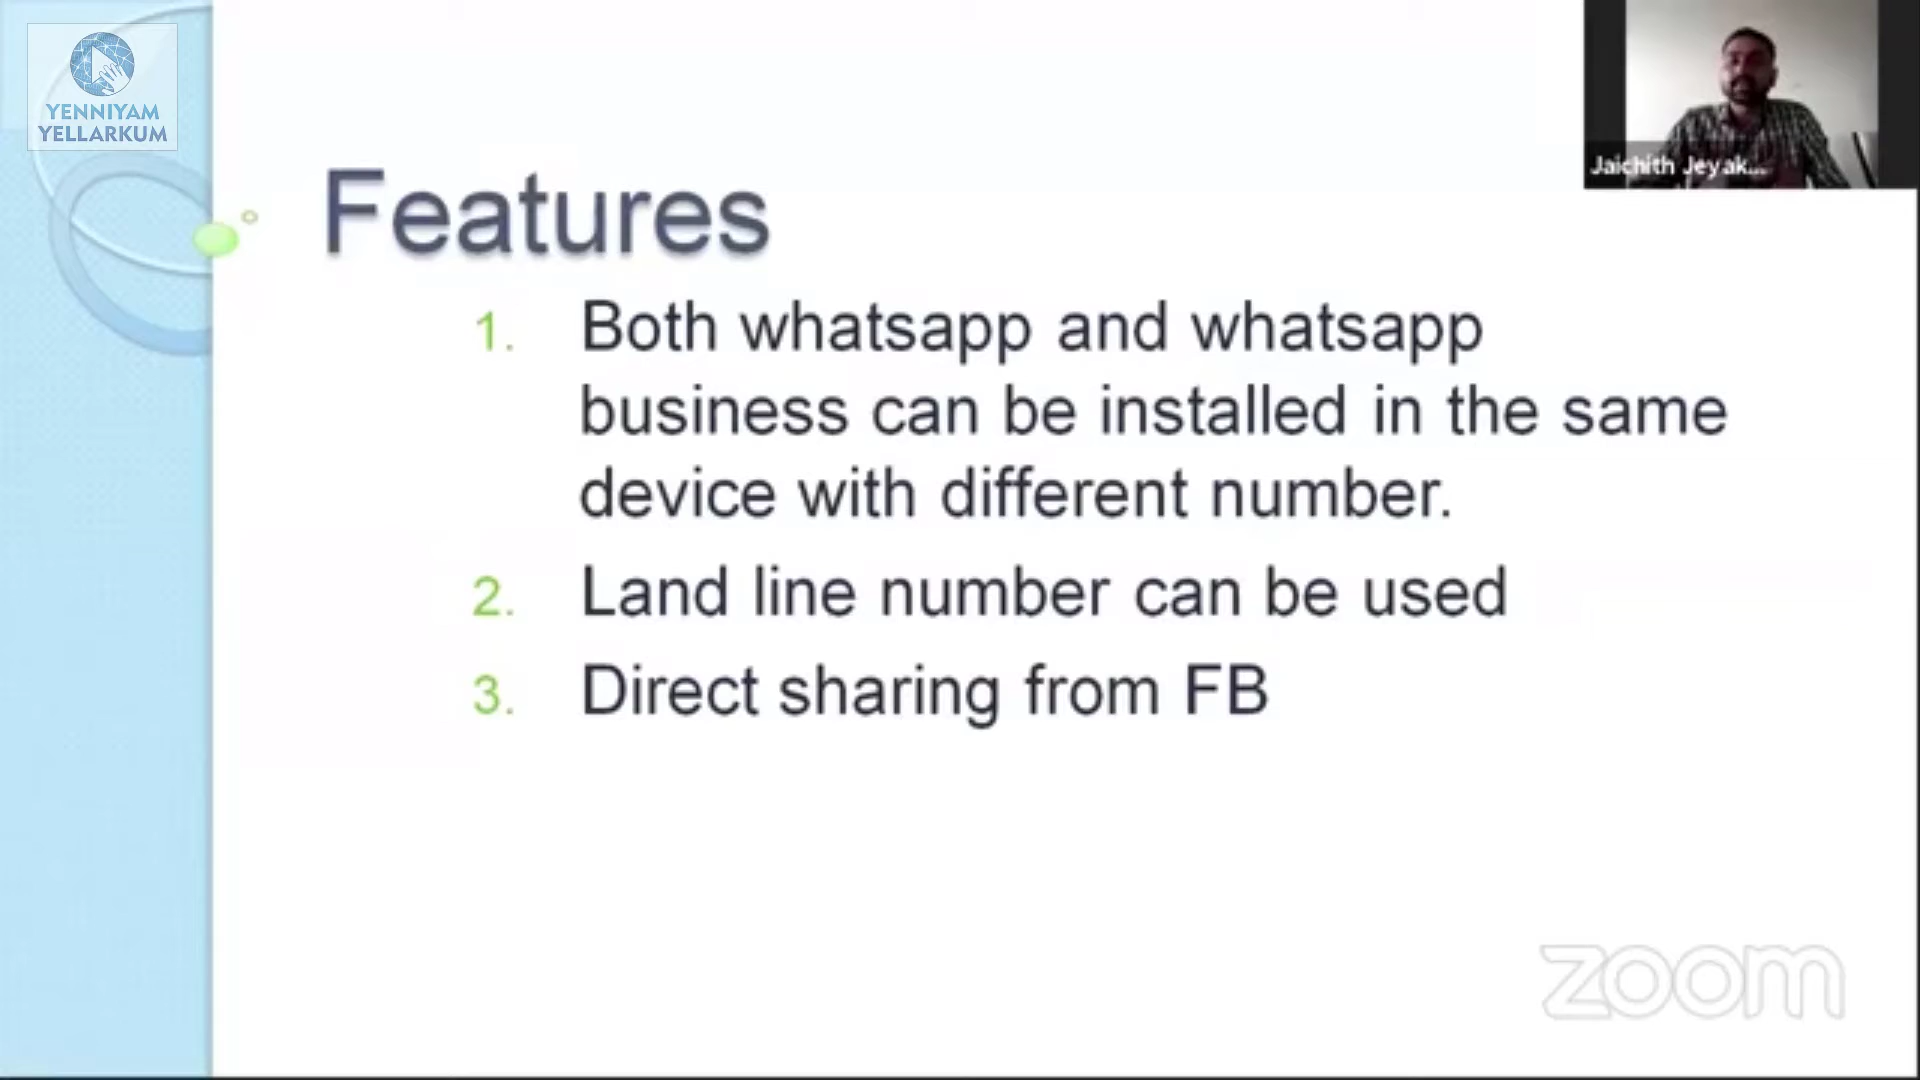 YENNIYAM
YELLARKUM
Jaichith Jeyak...
Features
1. Both whatsapp and whatsapp
business can be installed in the same
device with different number.
2. Land line number can be used
3. Direct sharing from FB
zoom